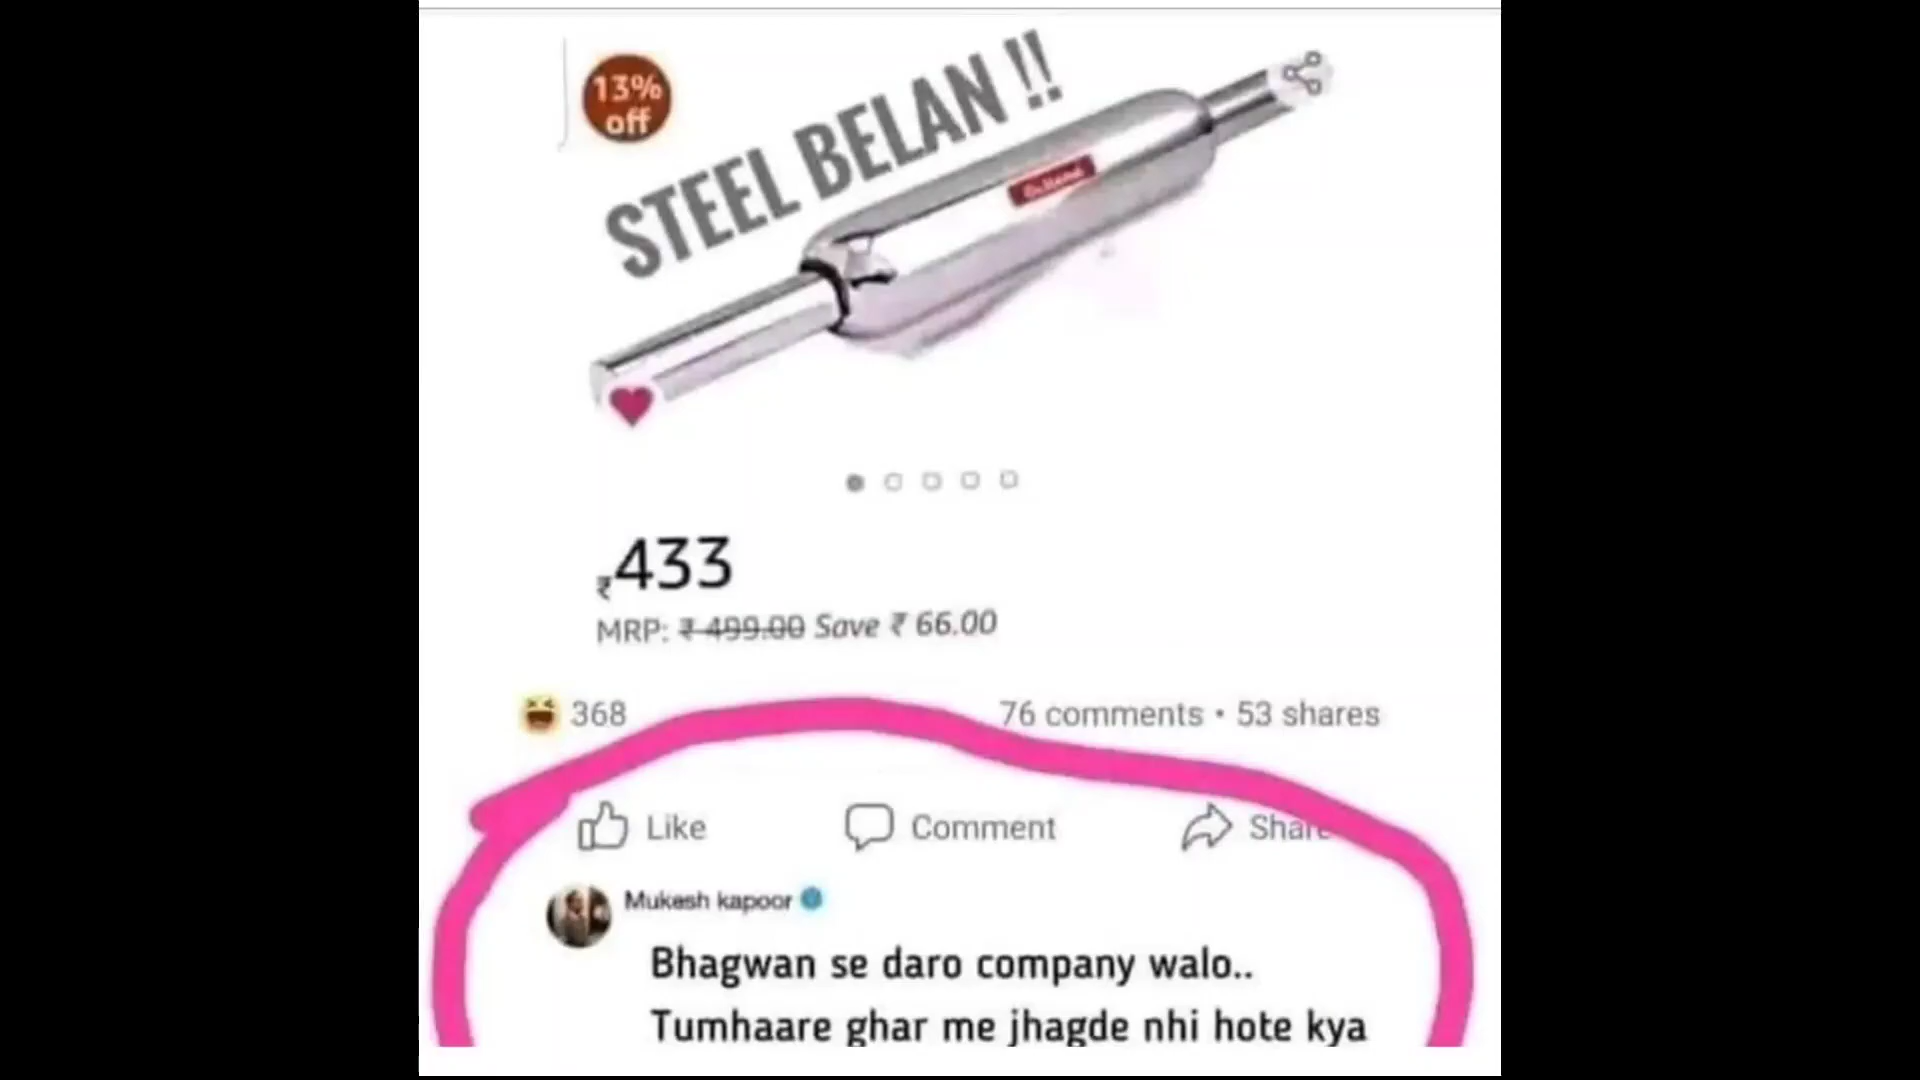 13%
off
STEEL BELAN !!
₹433
MRP: ₹ 499.00 Save ₹ 66.00
368
76 comments • 53 shares
Like
Comment
Share
Mukesh kapoor
Bhagwan se daro company walo..
Tumhaare ghar me jhagde nhi hote kya